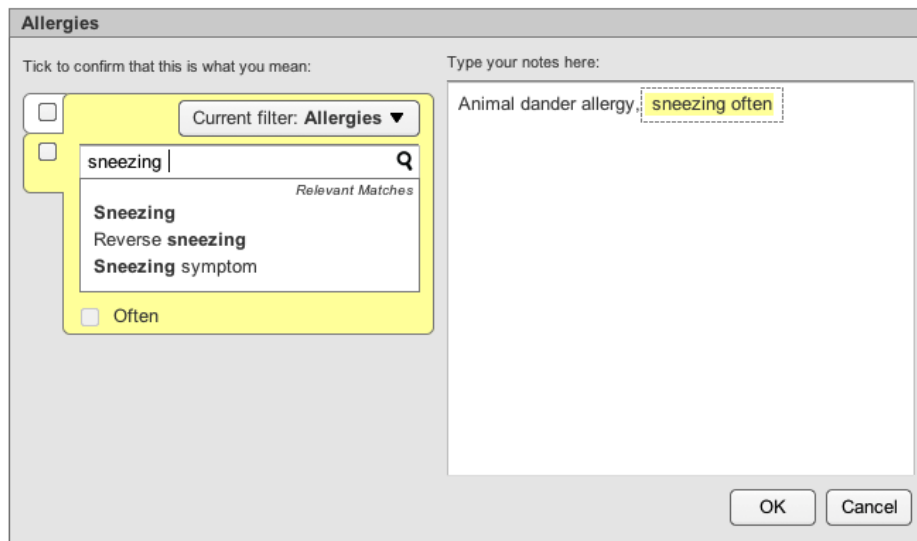 Allergies
Tick to confirm that this is what you mean:
Current filter: Allergies
sneezing
Relevant Matches
Sneezing
Reverse sneezing
Sneezing symptom
Often
Type your notes here:
Animal dander allergy, sneezing often
OK
Cancel